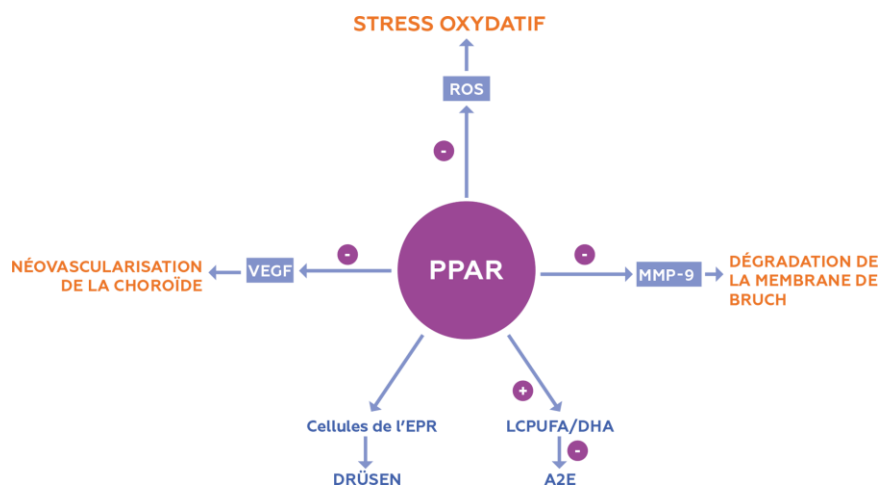 STRESS OXYDATIF
ROS
-
-
-
NÉOVASCULARISATION
DE LA CHOROÏDE
VEGF
PPAR
MMP-9
DÉGRADATION DE
LA MEMBRANE DE
BRUCH
+
Cellules de l'EPR
LCPUFA/DHA
-
DRÜSEN
A2E